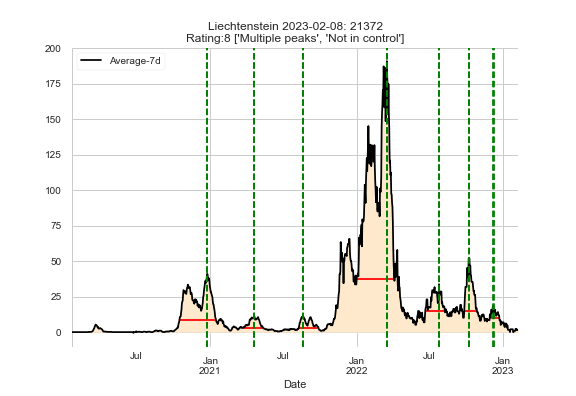 Liechtenstein 2023-02-08: 21372
Rating:8 ['Multiple peaks', 'Not in control']
200
Average-7d
175
150
125
100
75
50
25
0
Jul Jan Jul Jan Jul Jan
2021 2022 2023
Date